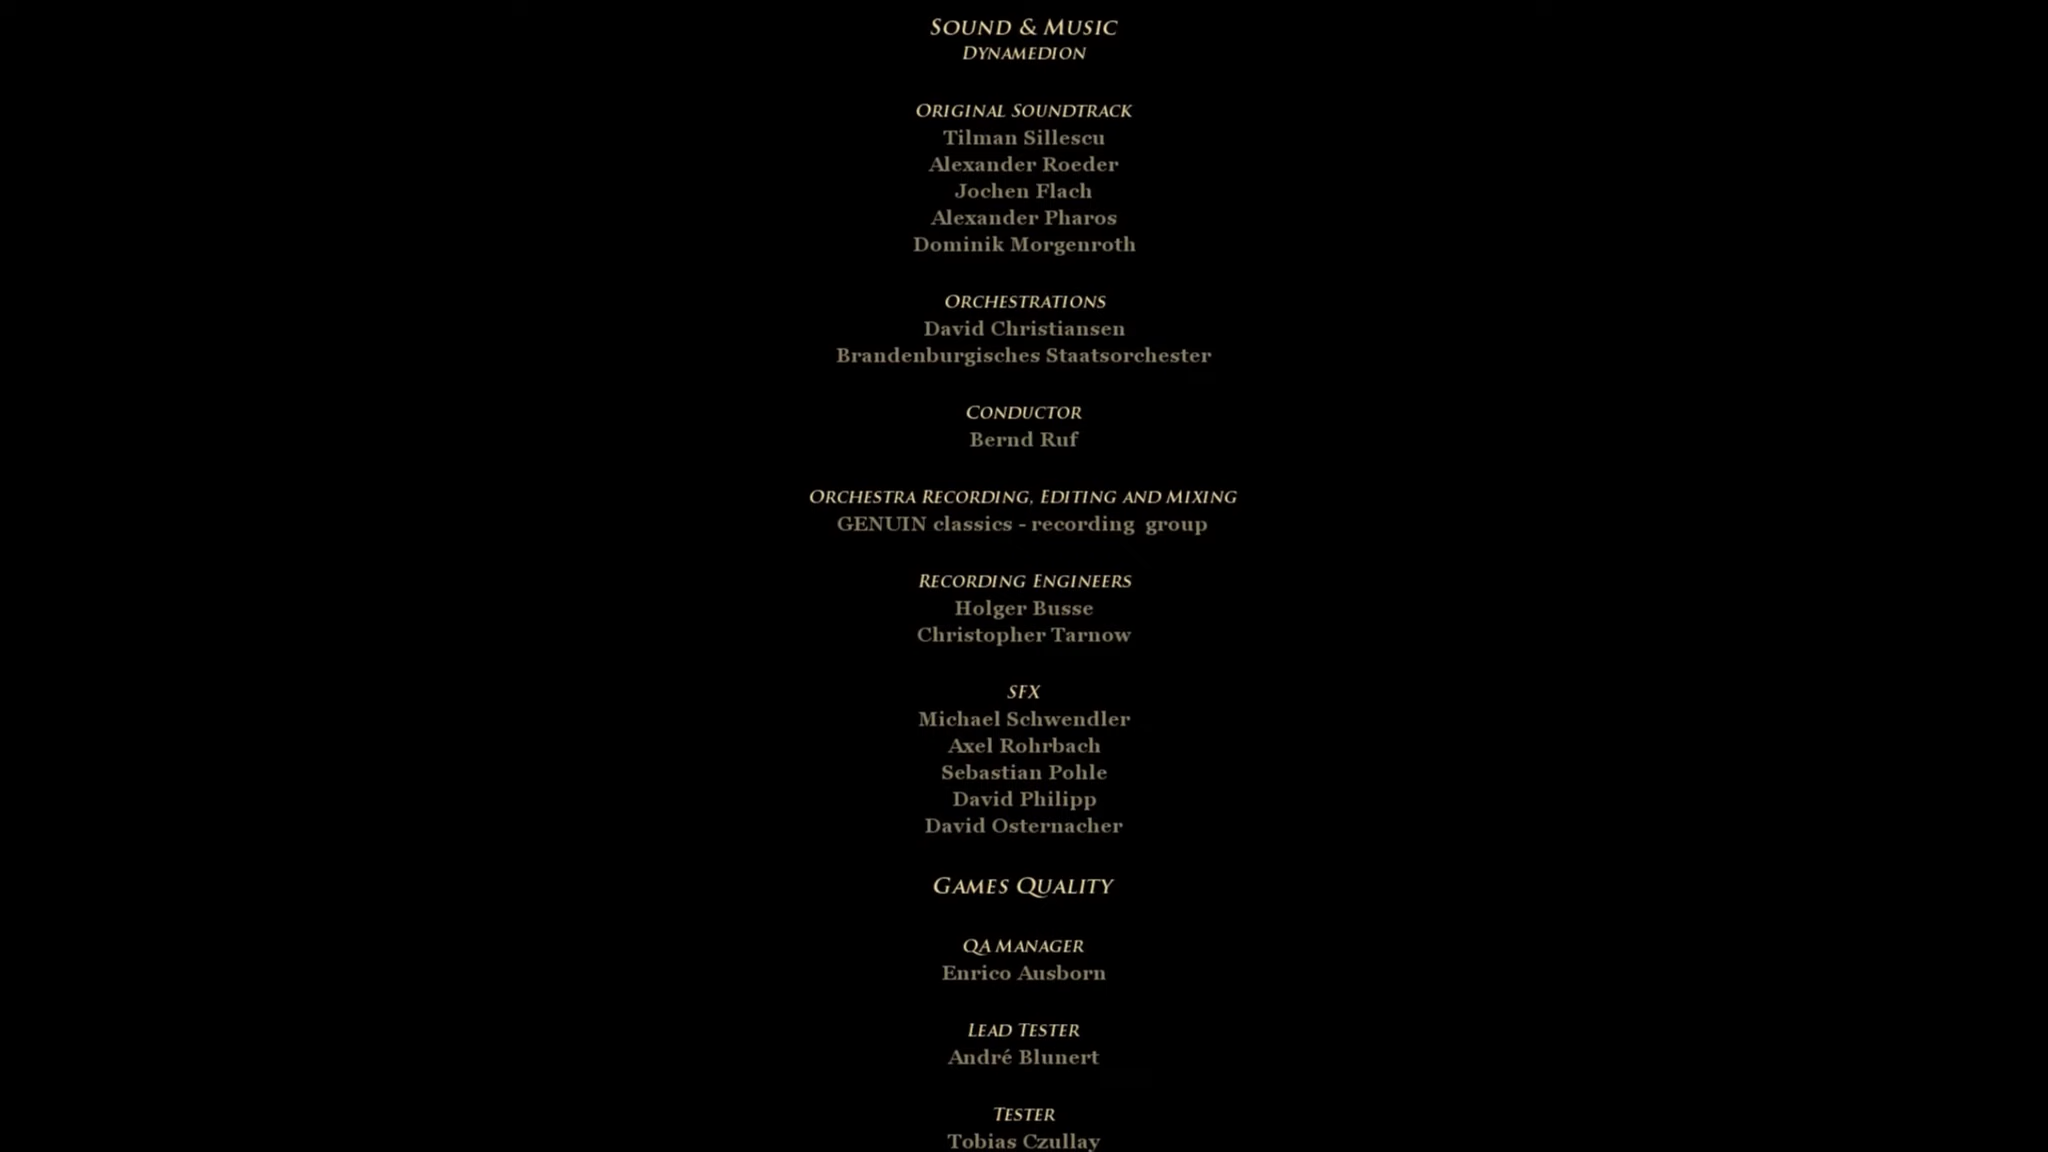 Sound & Music
Dynamedion
Original Soundtrack
Tilman Sillescu
Alexander Roeder
Jochen Flach
Alexander Pharos
Dominik Morgenroth
Orchestrations
David Christiansen
Brandenburgisches Staatsorchester
Conductor
Bernd Ruf
Orchestra Recording, Editing and Mixing
GENUIN classics - recording  group
Recording Engineers
Holger Busse
Christopher Tarnow
SFX
Michael Schwendler
Axel Rohrbach
Sebastian Pohle
David Philipp
David Osternacher
Games Quality
QA Manager
Enrico Ausborn
Lead Tester
André Blunert
Tester
Tobias Czullay